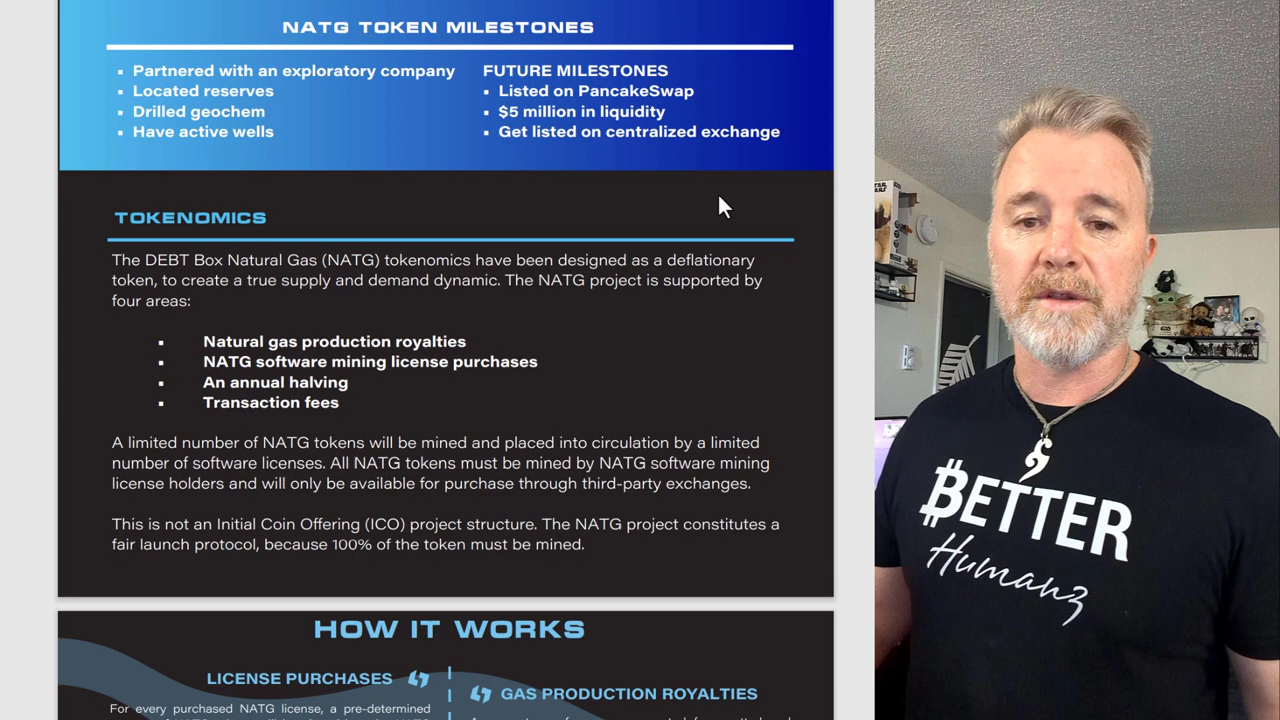 NATG TOKEN MILESTONES
▪ Partnered with an exploratory company
▪ Located reserves
▪ Drilled geochem
▪ Have active wells
FUTURE MILESTONES
▪ Listed on PancakeSwap
▪ $5 million in liquidity
▪ Get listed on centralized exchange
TOKENOMICS
The DEBT Box Natural Gas (NATG) tokenomics have been designed as a deflationary
token, to create a true supply and demand dynamic. The NATG project is supported by
four areas:
▪ Natural gas production royalties
▪ NATG software mining license purchases
▪ An annual halving
▪ Transaction fees
A limited number of NATG tokens will be mined and placed into circulation by a limited
number of software licenses. All NATG tokens must be mined by NATG software mining
license holders and will only be available for purchase through third-party exchanges.
This is not an Initial Coin Offering (ICO) project structure. The NATG project constitutes a
fair launch protocol, because 100% of the token must be mined.
HOW IT WORKS
LICENSE PURCHASES
For every purchased NATG license, a pre-determined
GAS PRODUCTION ROYALTIES
₿ETTER
Humanz
STAR
WARS